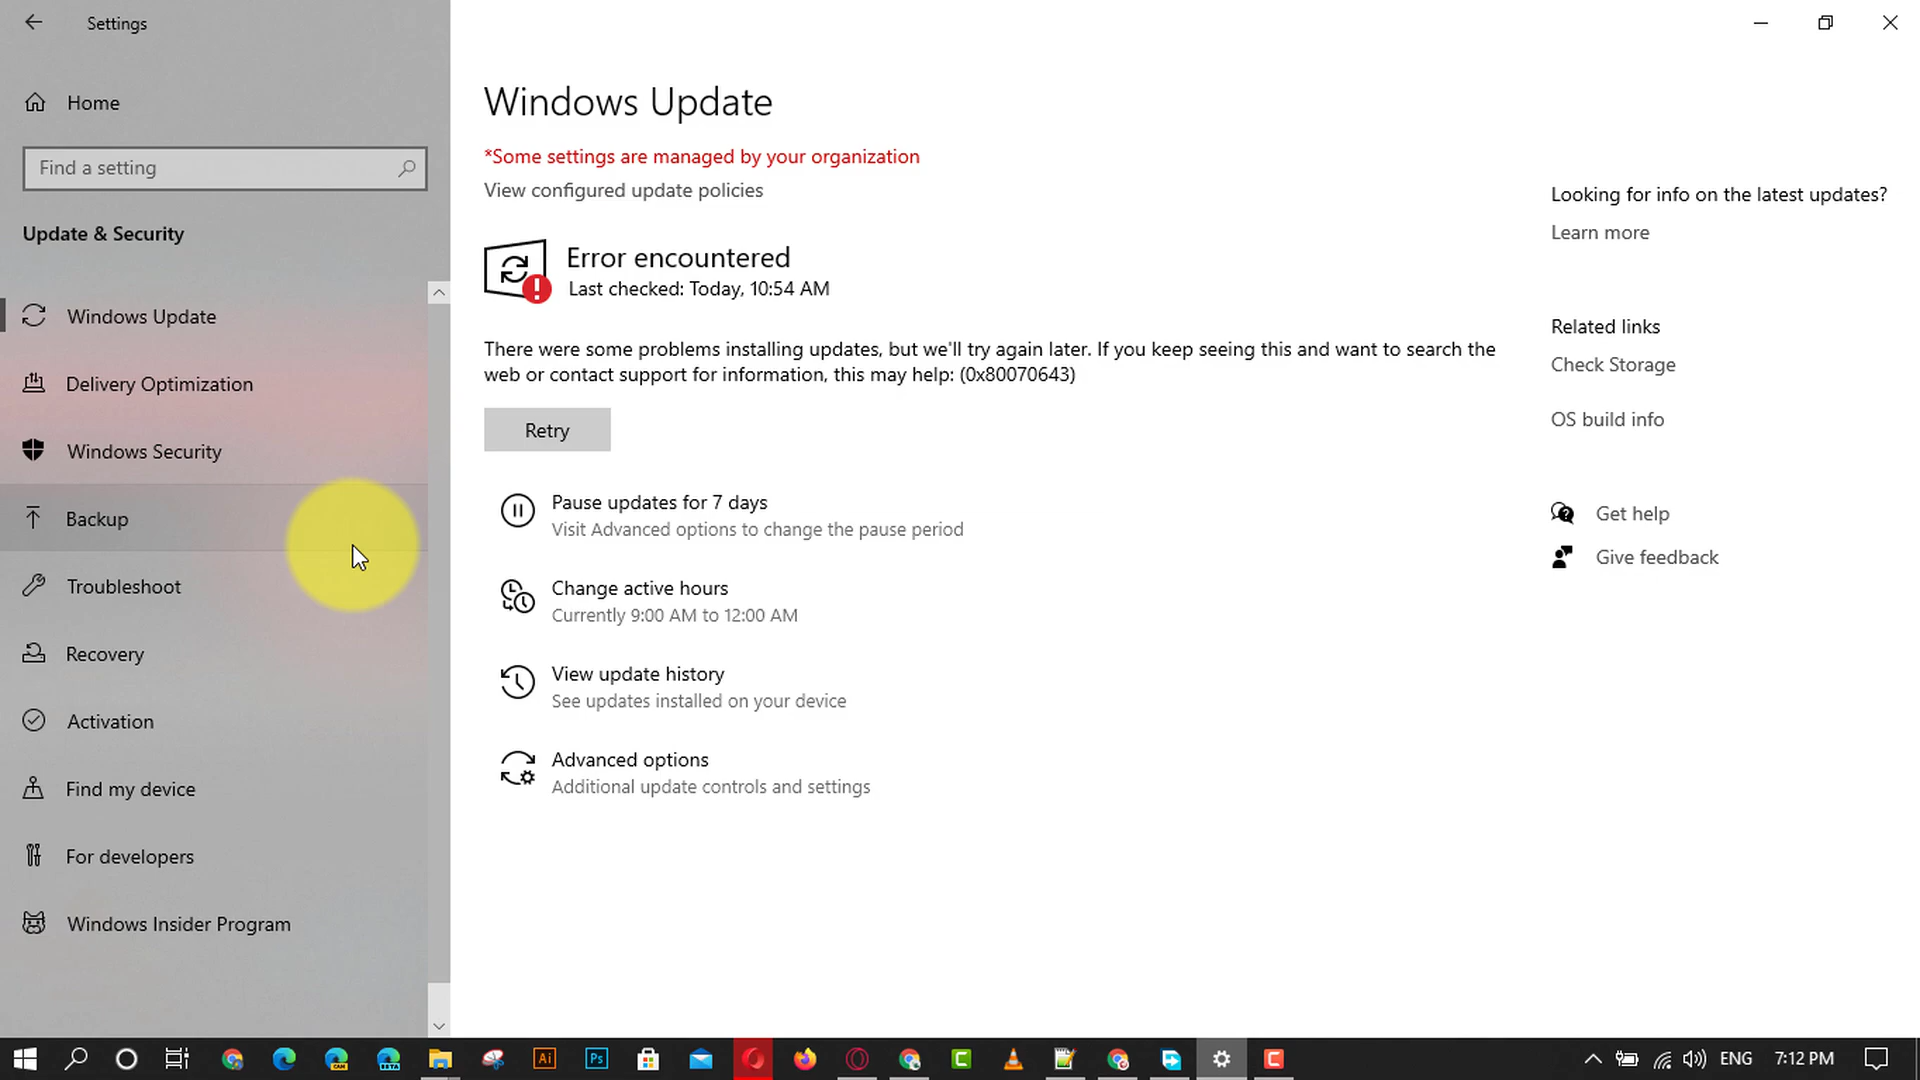 Settings
Home
Find a setting
Update & Security
Windows Update
Delivery Optimization
Windows Security
Backup
Troubleshoot
Recovery
Activation
Find my device
For developers
Windows Insider Program
Windows Update
*Some settings are managed by your organization
View configured update policies
Error encountered
Last checked: Today, 10:54 AM
There were some problems installing updates, but we'll try again later. If you keep seeing this and want to search the
web or contact support for information, this may help: (0x80070643)
Retry
Pause updates for 7 days
Visit Advanced options to change the pause period
Change active hours
Currently 9:00 AM to 12:00 AM
View update history
See updates installed on your device
Advanced options
Additional update controls and settings
Looking for info on the latest updates?
Learn more
Related links
Check Storage
OS build info
Get help
Give feedback
CAN
BETA
Ai
Ps
ENG
7:12 PM